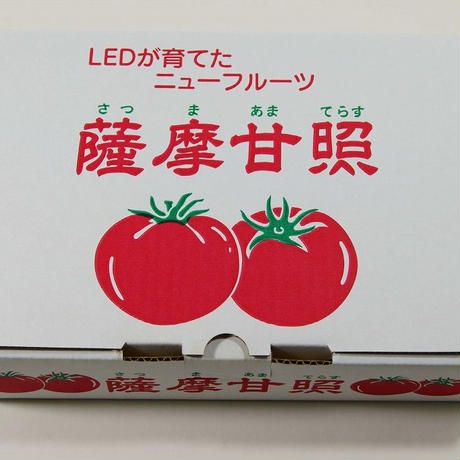 LEDが育てた
ニューフルーツ
さつ ま あま てらす
薩摩甘照
さつ ま あま てらす
薩摩甘照